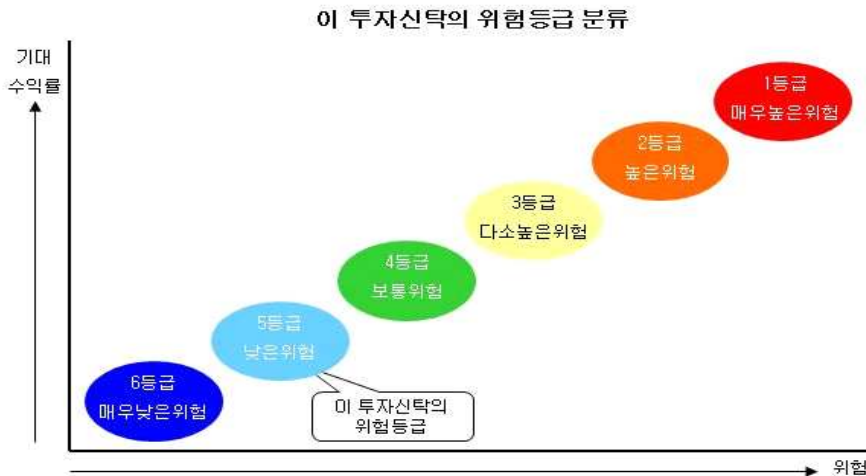 이 투자신탁의 위험등급 분류
기대
수익률
1등급
매우높은위험
2등급
높은위험
3등급
다소높은위험
4등급
보통위험
5등급
낮은위험
6등급
매우낮은위험
이 투자신탁의
위험등급
위험